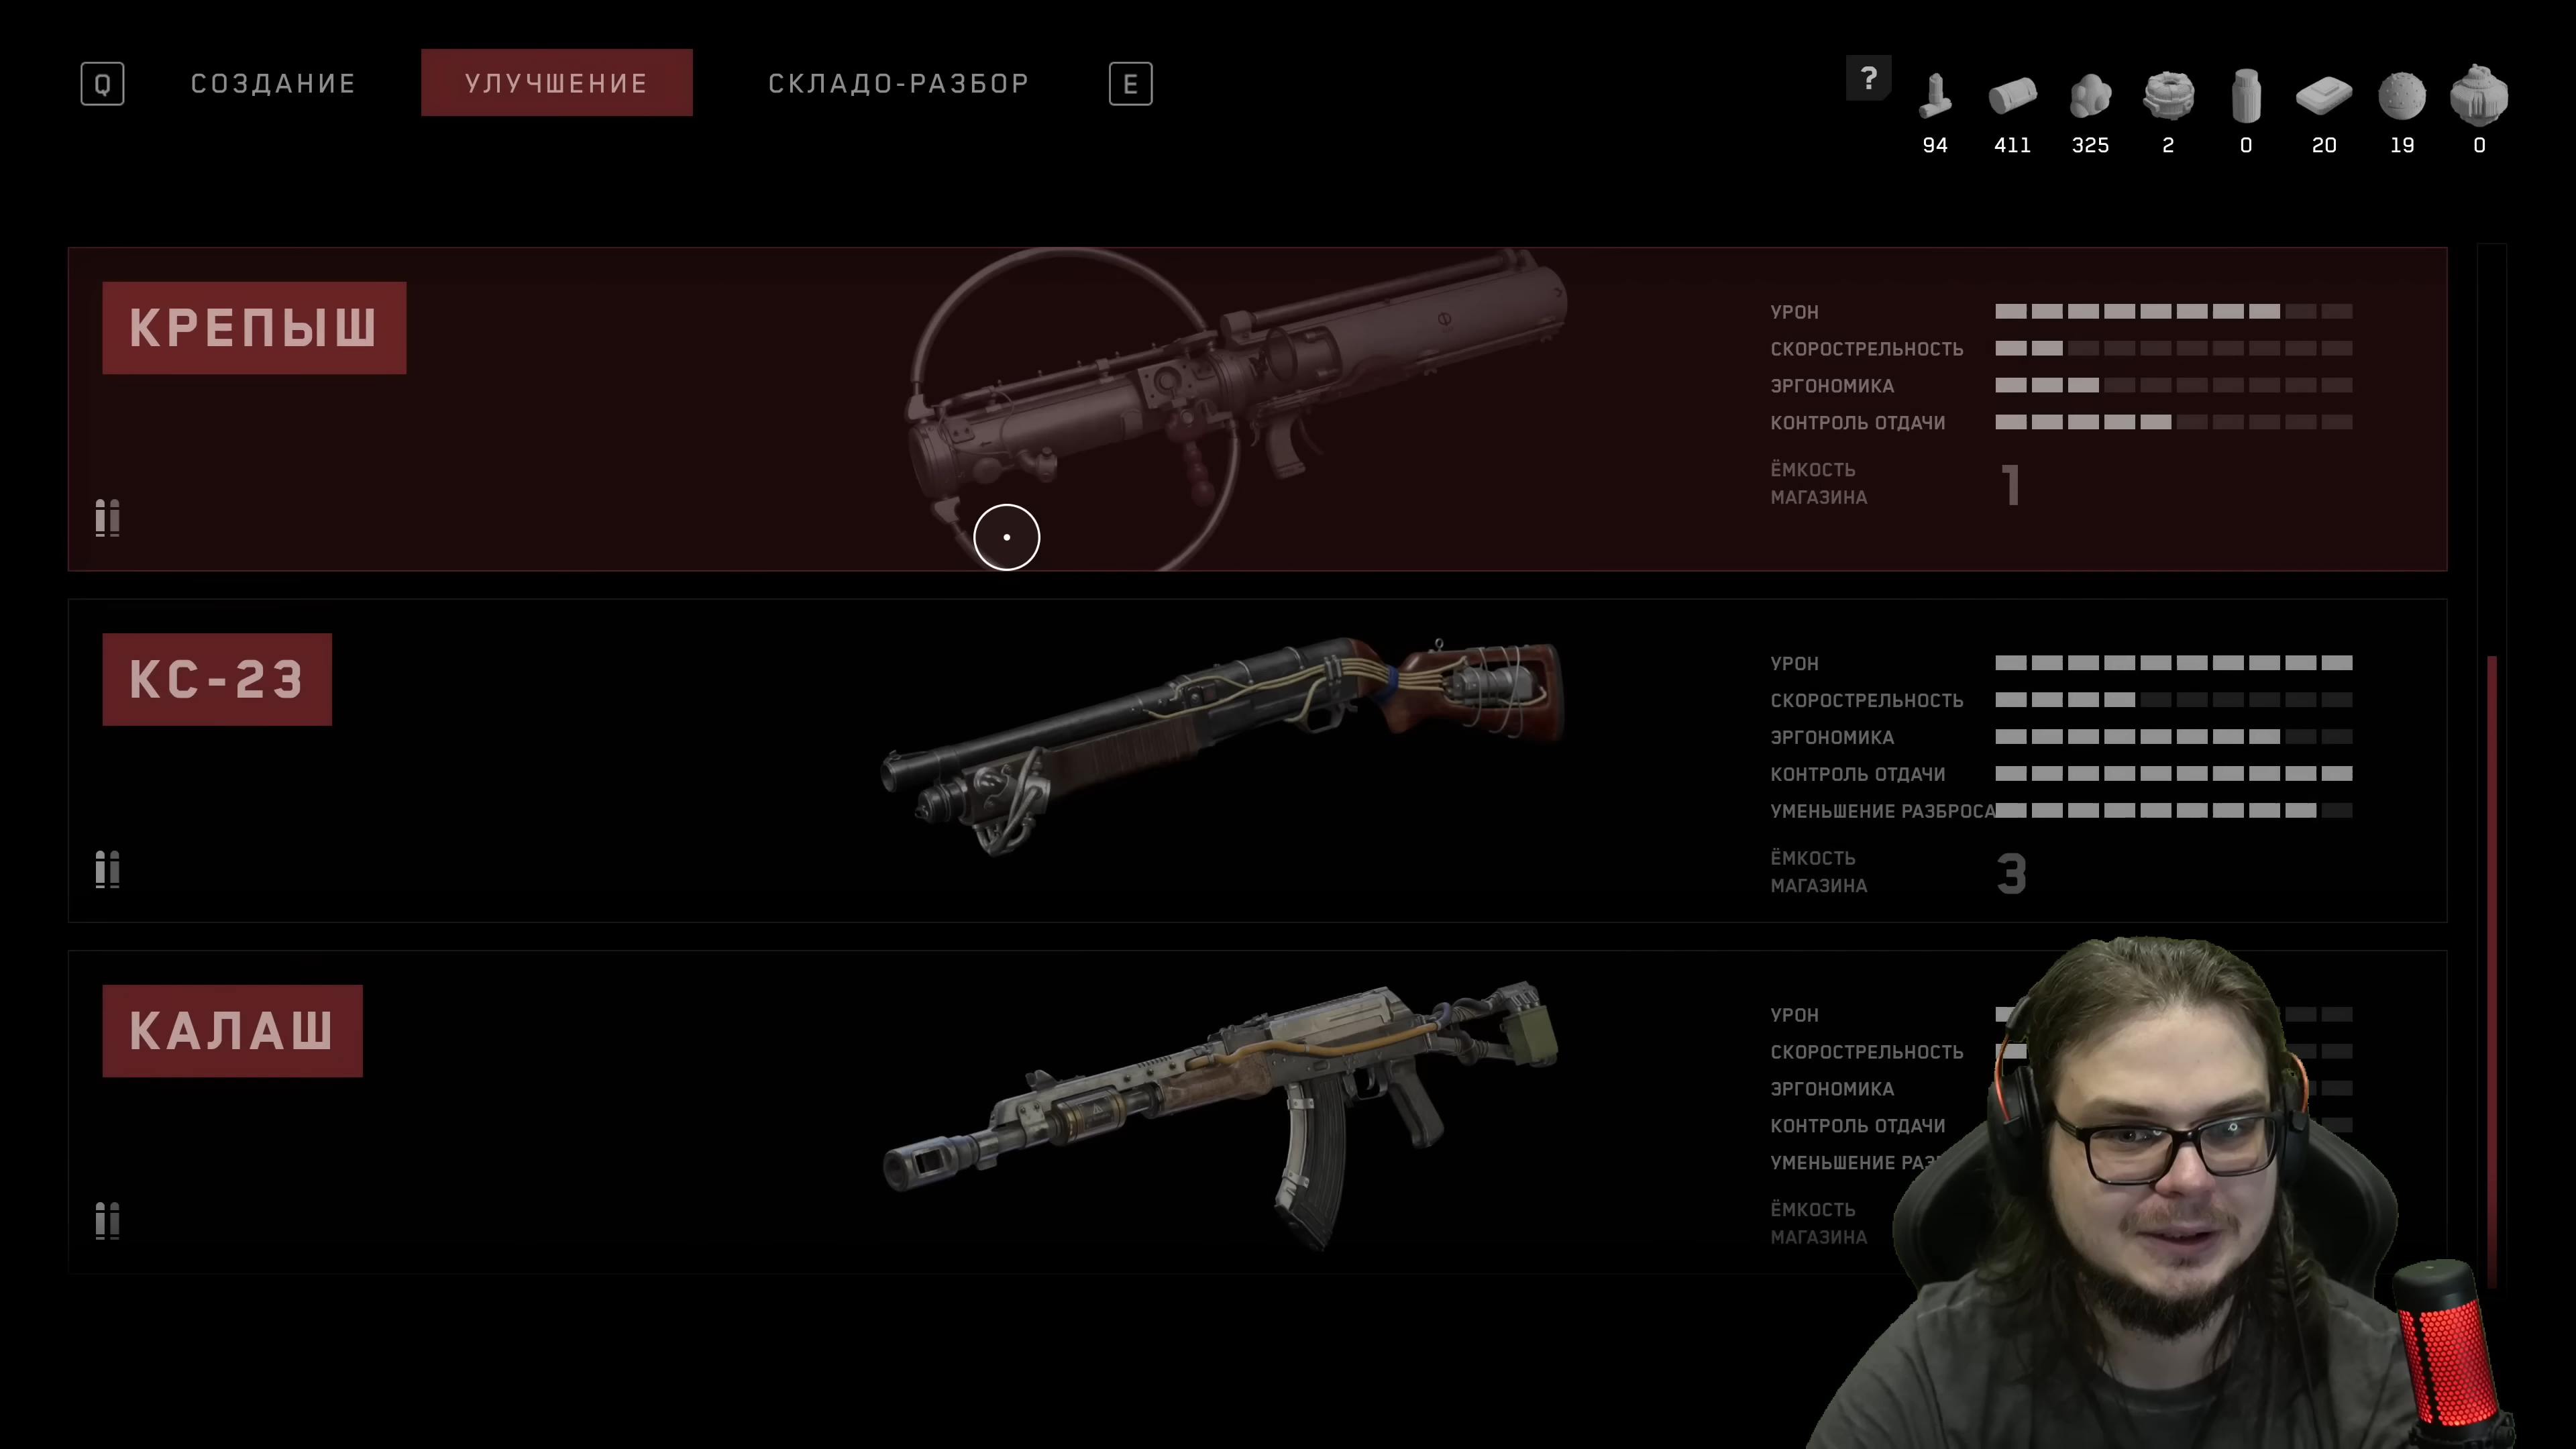 Q СОЗДАНИЕ УЛУЧШЕНИЕ СКЛАДО-РАЗБОР E ?
94 411 325 2 0 20 19 0
КРЕПЫШ
УРОН
СКОРОСТРЕЛЬНОСТЬ
ЭРГОНОМИКА
КОНТРОЛЬ ОТДАЧИ
ЁМКОСТЬ
МАГАЗИНА
1
КС-23
УРОН
СКОРОСТРЕЛЬНОСТЬ
ЭРГОНОМИКА
КОНТРОЛЬ ОТДАЧИ
УМЕНЬШЕНИЕ РАЗБРОСА
ЁМКОСТЬ
МАГАЗИНА
3
КАЛАШ
УРОН
СКОРОСТРЕЛЬНОСТЬ
ЭРГОНОМИКА
КОНТРОЛЬ ОТДАЧИ
УМЕНЬШЕНИЕ
ЁМКОСТЬ
МАГАЗИНА